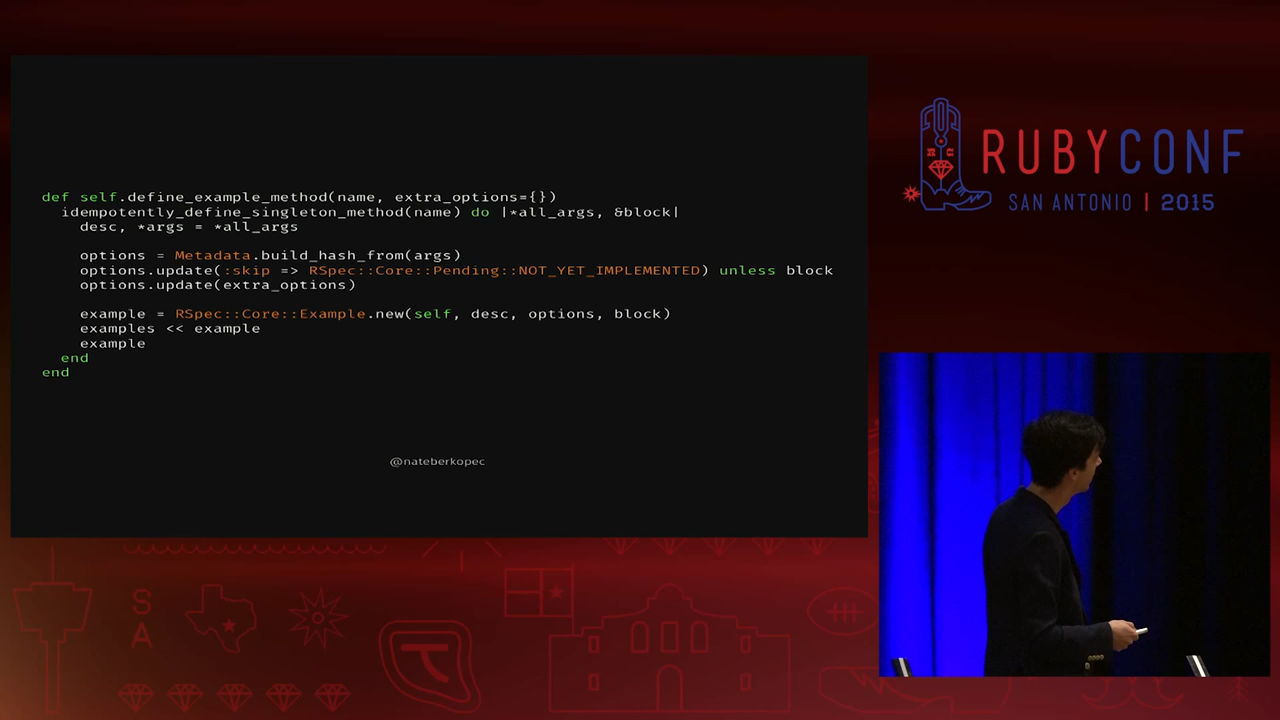 def self.define_example_method(name, extra_options={})
  idempotently_define_singleton_method(name) do |*all_args, &block|
    desc, *args = *all_args
    options = Metadata.build_hash_from(args)
    options.update(:skip => RSpec::Core::Pending::NOT_YET_IMPLEMENTED) unless block
    options.update(extra_options)
    example = RSpec::Core::Example.new(self, desc, options, block)
    examples << example
    example
  end
end
@nateberkopec
RUBYCONF
SAN ANTONIO | 2015
S
A